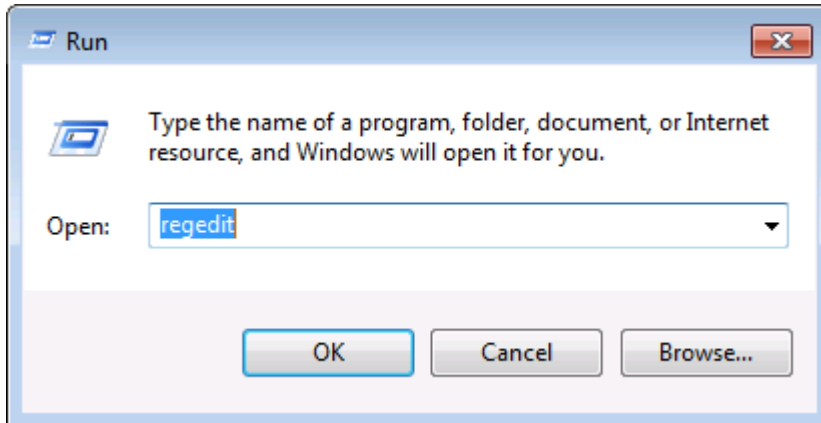 Run
Type the name of a program, folder, document, or Internet
resource, and Windows will open it for you.
Open: regedit
OK Cancel Browse...